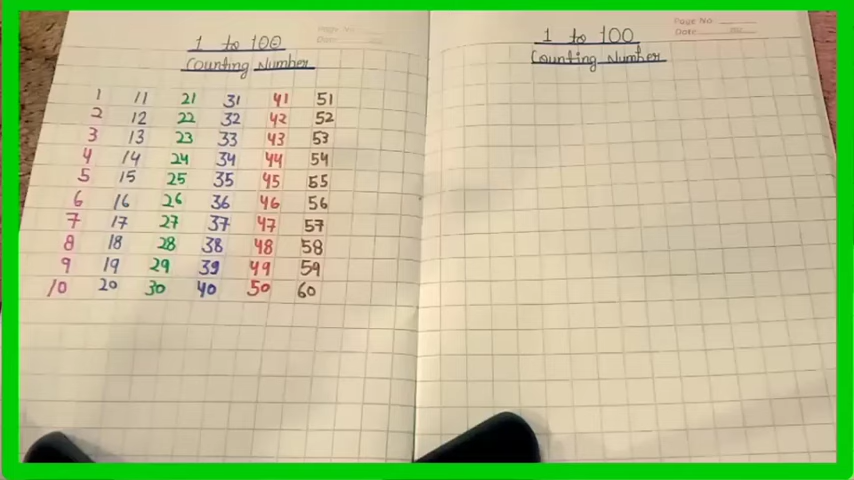 Page No.
Date
1 to 100
Counting Number
1 11 21 31 41 51
2 12 22 32 42 52
3 13 23 33 43 53
4 14 24 34 44 54
5 15 25 35 45 55
6 16 26 36 46 56
7 17 27 37 47 57
8 18 28 38 48 58
9 19 29 39 49 59
10 20 30 40 50 60
Page No.
Date
1 to 100
Counting Number